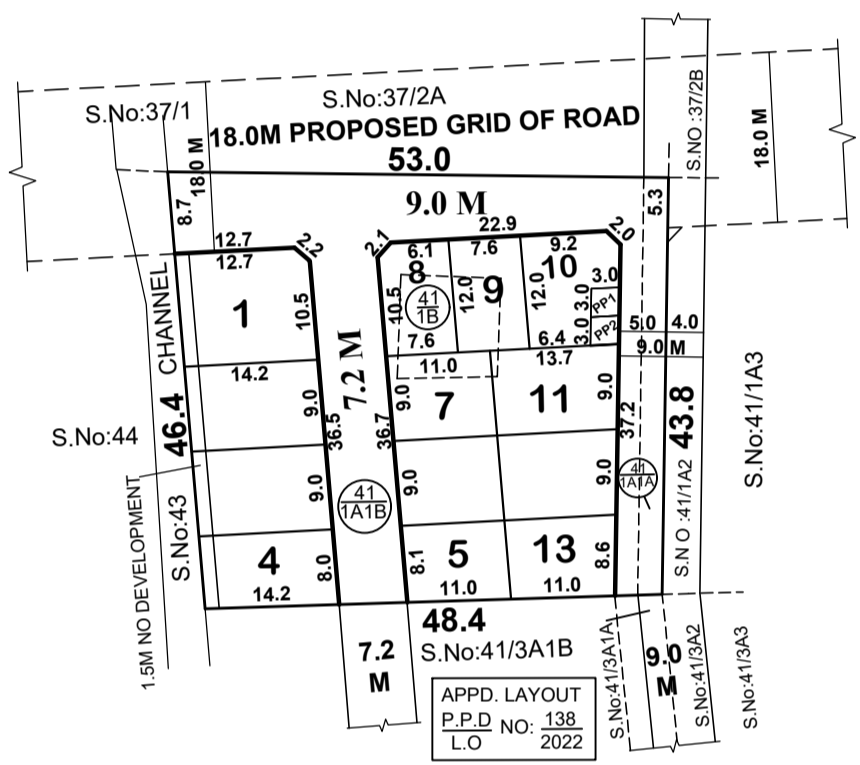 S.No:37/1
S.No:37/2A
S.NO :37/2B
18.0 M
18.0M PROPOSED GRID OF ROAD
18.0 M
53.0
8.7
9.0 M
5.3
12.7
12.7
2.2
2.1
22.9
2.0
6.1
7.6
9.2
8
9
10
3.0
CHANNEL
1
10.5
10.5
41
1B
12.0
12.0
3.0
PP1
3.0
PP2
7.6
6.4
5.0
4.0
9.0 M
14.2
7.2 M
11.0
13.7
46.4
9.0
9.0
7
11
9.0
43.8
S.No:41/1A3
S.No:44
36.5
36.7
37.2
9.0
9.0
9.0
41
1A1B
41
1A1A
S.N O :41/1A2
1.5M NO DEVELOPMENT
S.No:43
4
8.0
8.1
5
13
8.6
14.2
11.0
11.0
48.4
7.2
M
S.No:41/3A1B
S.No:41/3A1A
9.0
M
S.No:41/3A2
S.No:41/3A3
APPD. LAYOUT
P.P.D NO: 138
L.O 2022